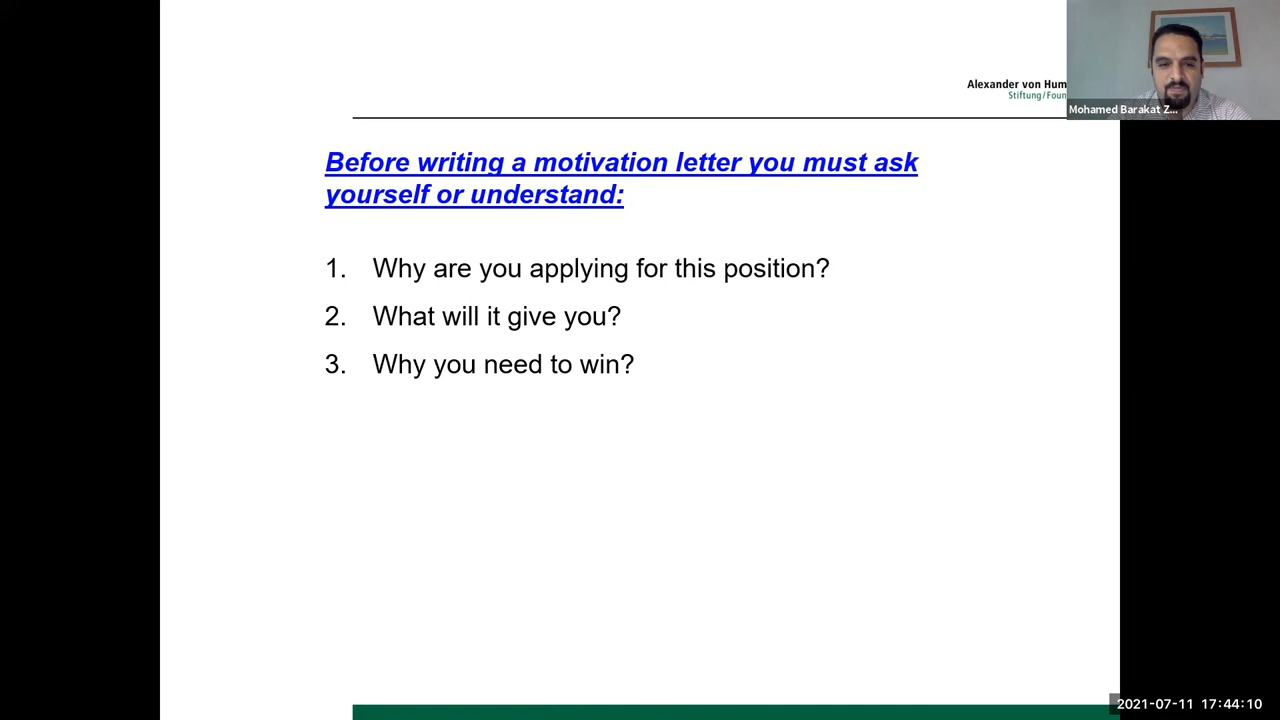 Alexander von Hum
Stiftung/Foun
Mohamed Barakat Z...
Before writing a motivation letter you must ask
yourself or understand:
1. Why are you applying for this position?
2. What will it give you?
3. Why you need to win?
2021-07-11 17:44:10